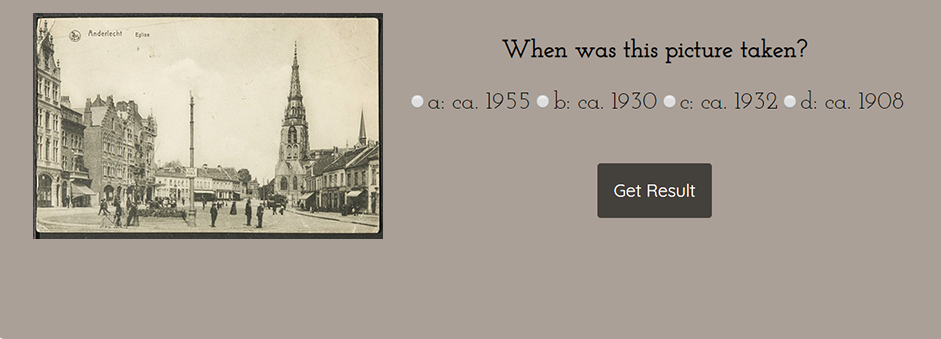 Anderlecht Eglise
When was this picture taken?
a: ca. 1955 b: ca. 1930 c: ca. 1932 d: ca. 1908
Get Result